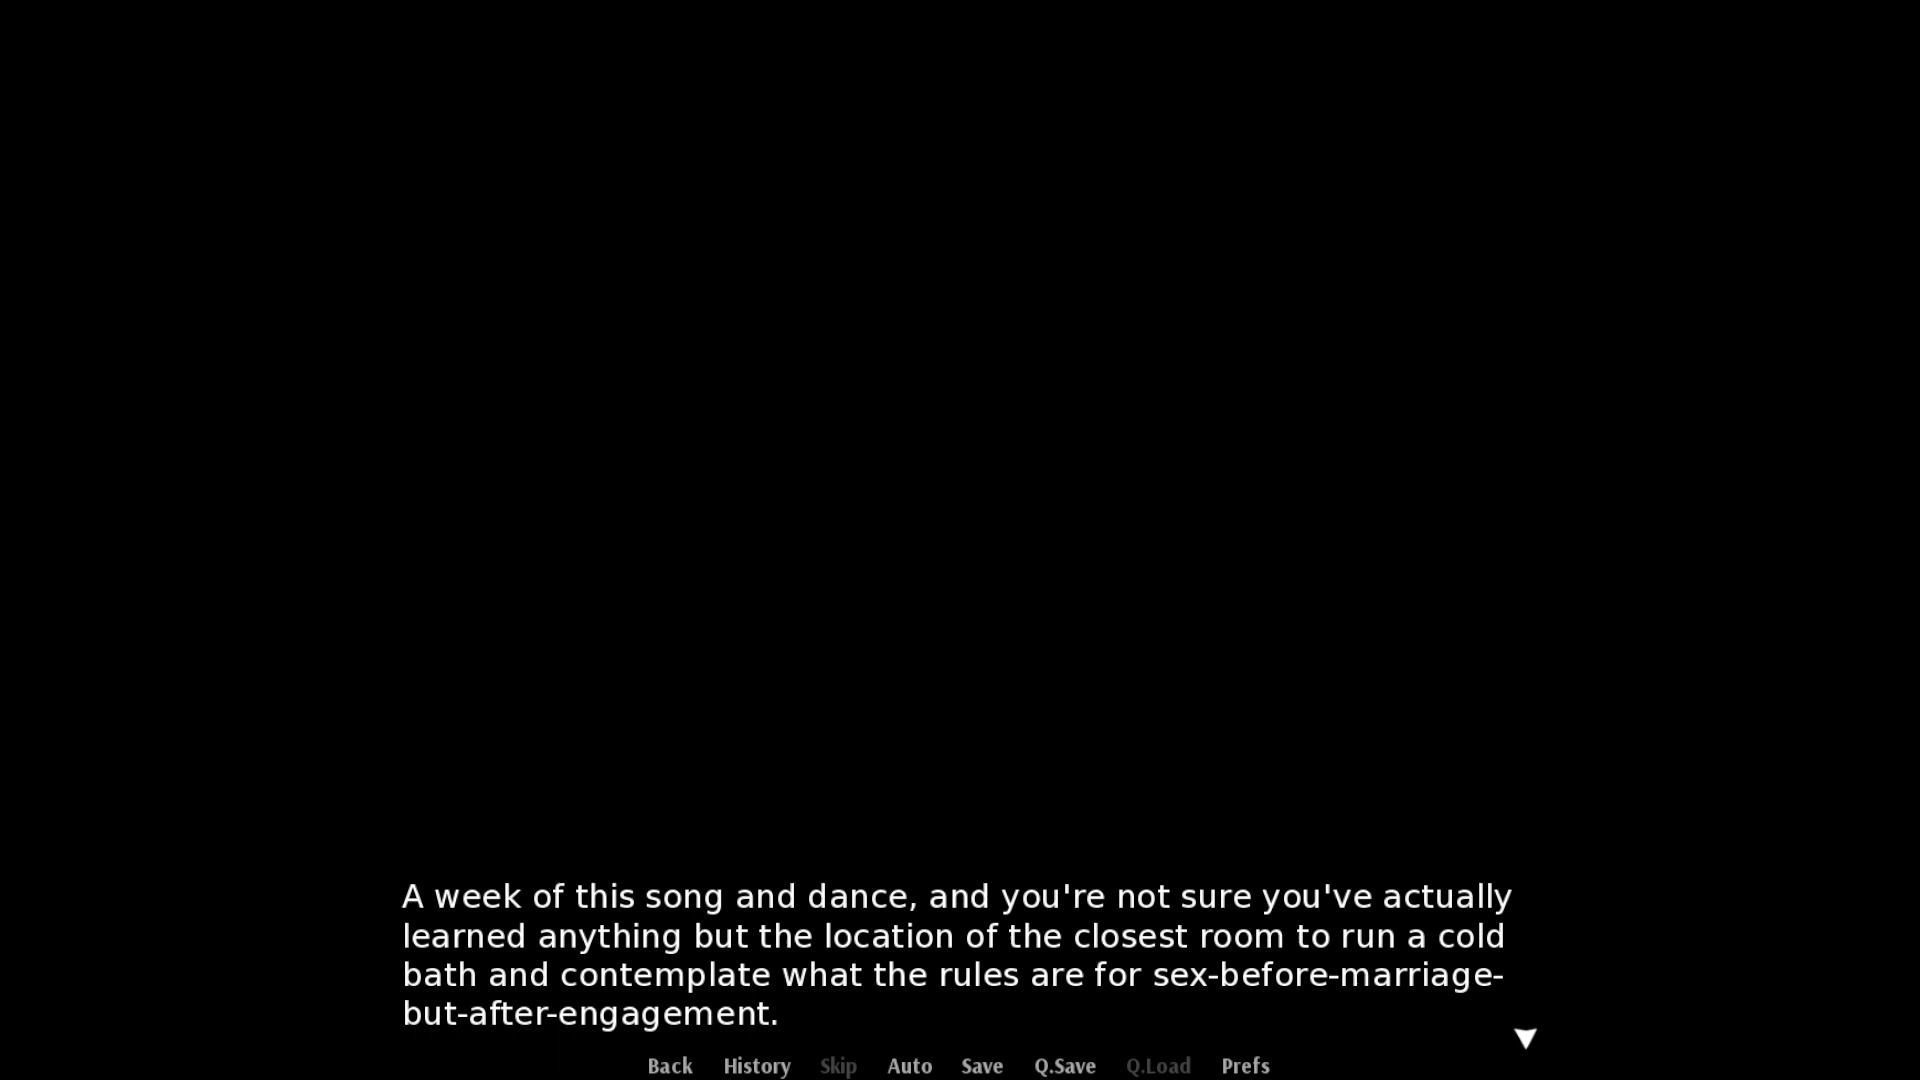 A week of this song and dance, and you're not sure you've actually
learned anything but the location of the closest room to run a cold
bath and contemplate what the rules are for sex-before-marriage-
but-after-engagement.
Back History Skip Auto Save Q.Save Q.Load Prefs